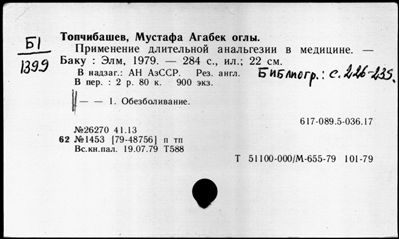 Б1
1399
Топчибашев, Мустафа Агабек оглы.
Применение длительной анальгезии в медицине. —
Баку : Элм, 1979. — 284 с., ил.; 22 см.
В надзаг.: АН АзССР. Рез. англ.
Библиогр.: с. 226-235.
В пер. : 2 р. 80 к. 900 экз.
— — 1. Обезболивание.
617-089.5-036.17
№26270 41.13
62 №1453 [79-48756] п тп
Вс.кн.пал. 19.07.79 Т588
Т 51100-000/М-655-79 101-79